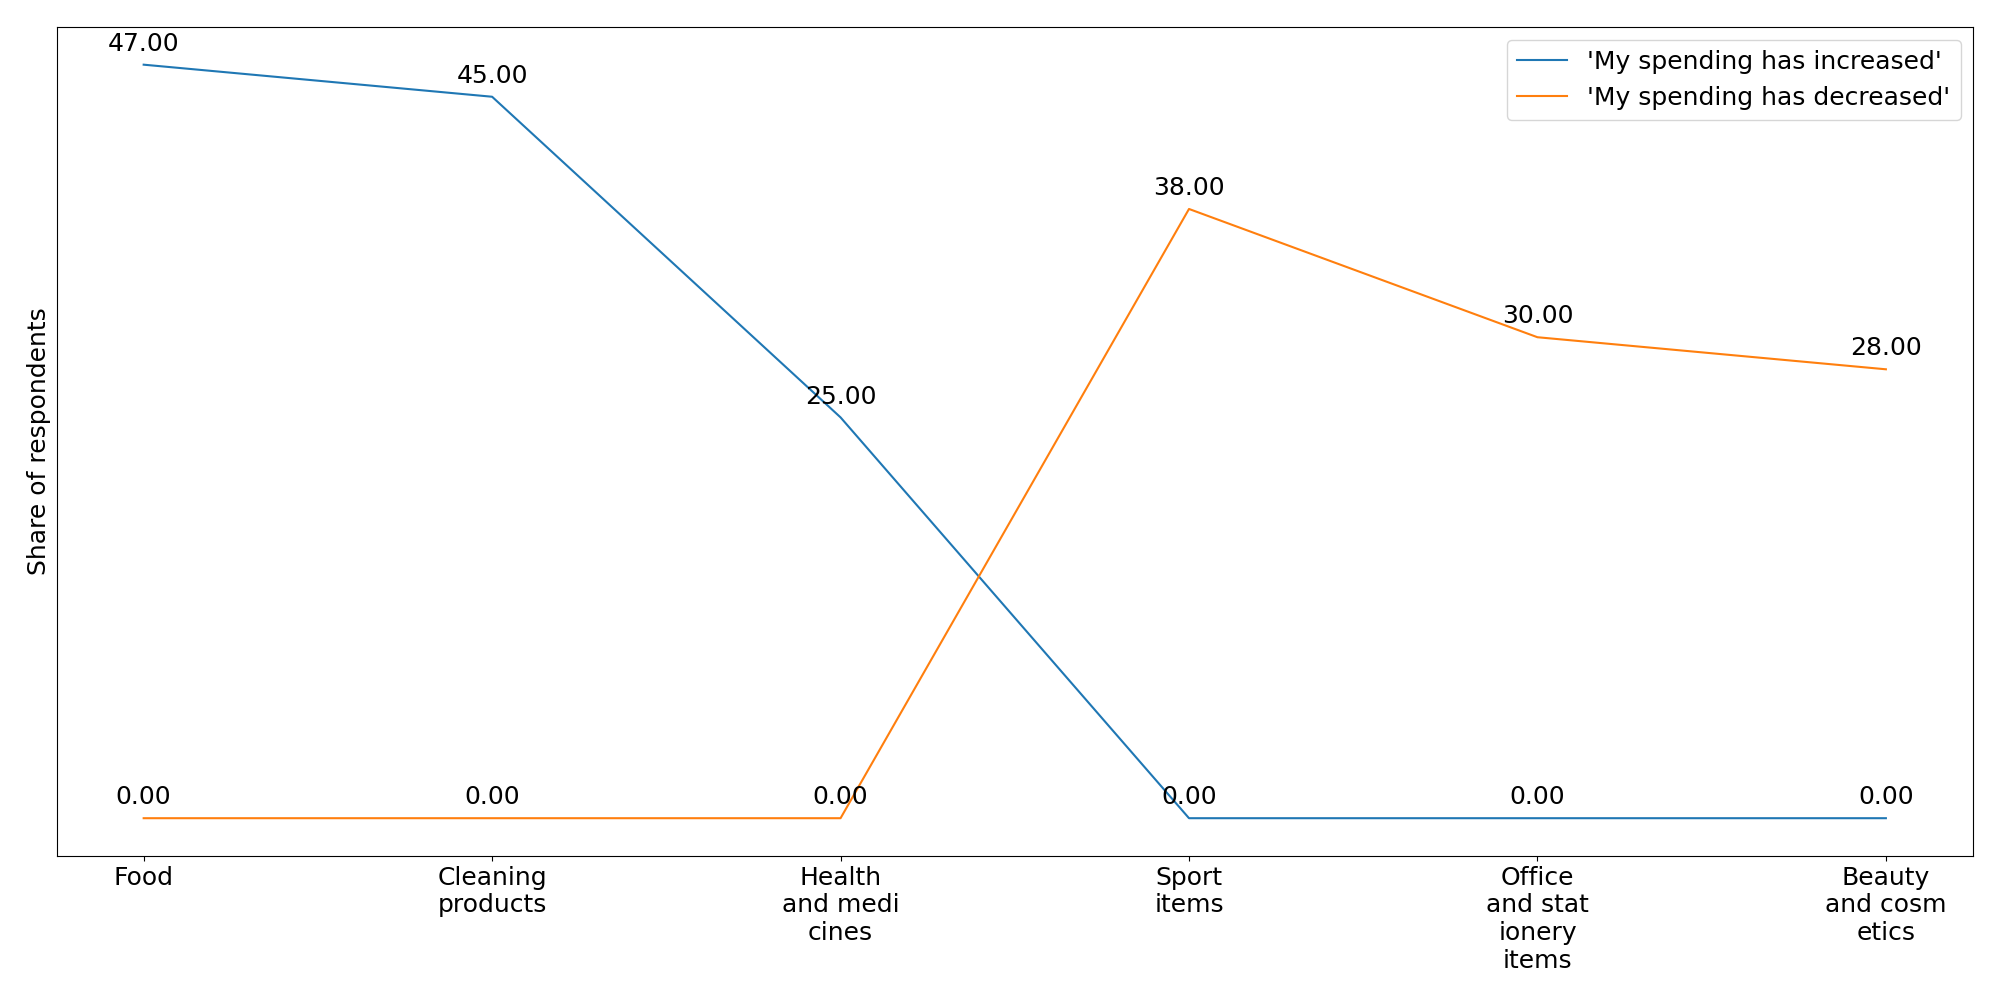 47.00
45.00
25.00
38.00
30.00
28.00
0.00
0.00
0.00
0.00
0.00
0.00
'My spending has increased'
'My spending has decreased'
Share of respondents
Food
Cleaning
products
Health
and medi
cines
Sport
items
Office
and stat
ionery
items
Beauty
and cosm
etics